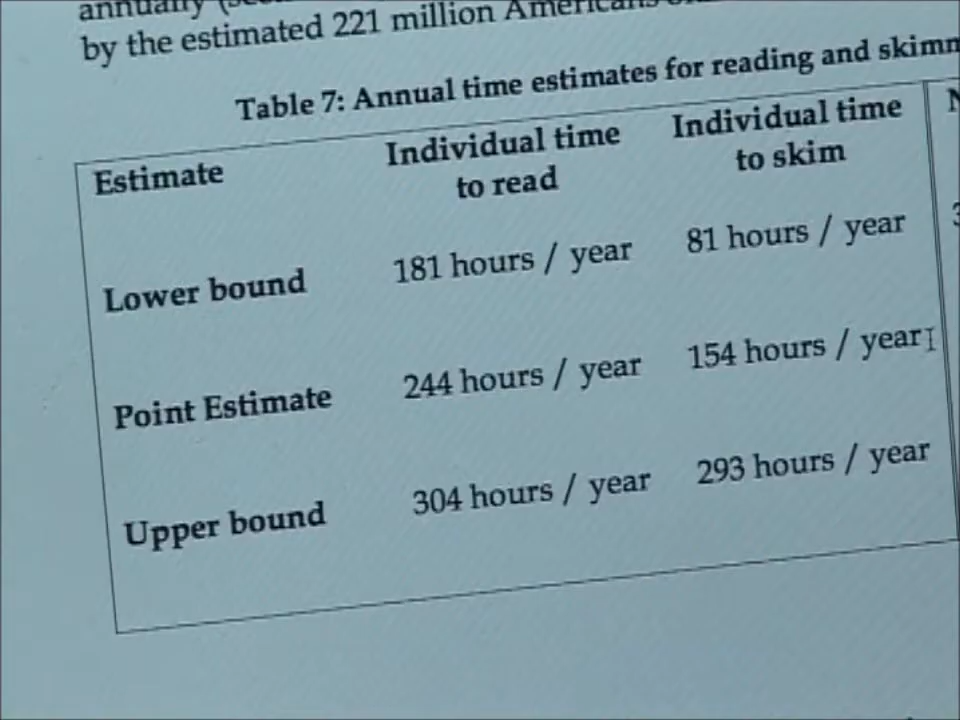 annually
by the estimated 221 million Americans
Table 7: Annual time estimates for reading and
Estimate
Individual time
to read
Individual time
to skim
Lower bound
181 hours / year
81 hours / year
Point Estimate
244 hours / year
154 hours / year
Upper bound
304 hours / year
293 hours / year